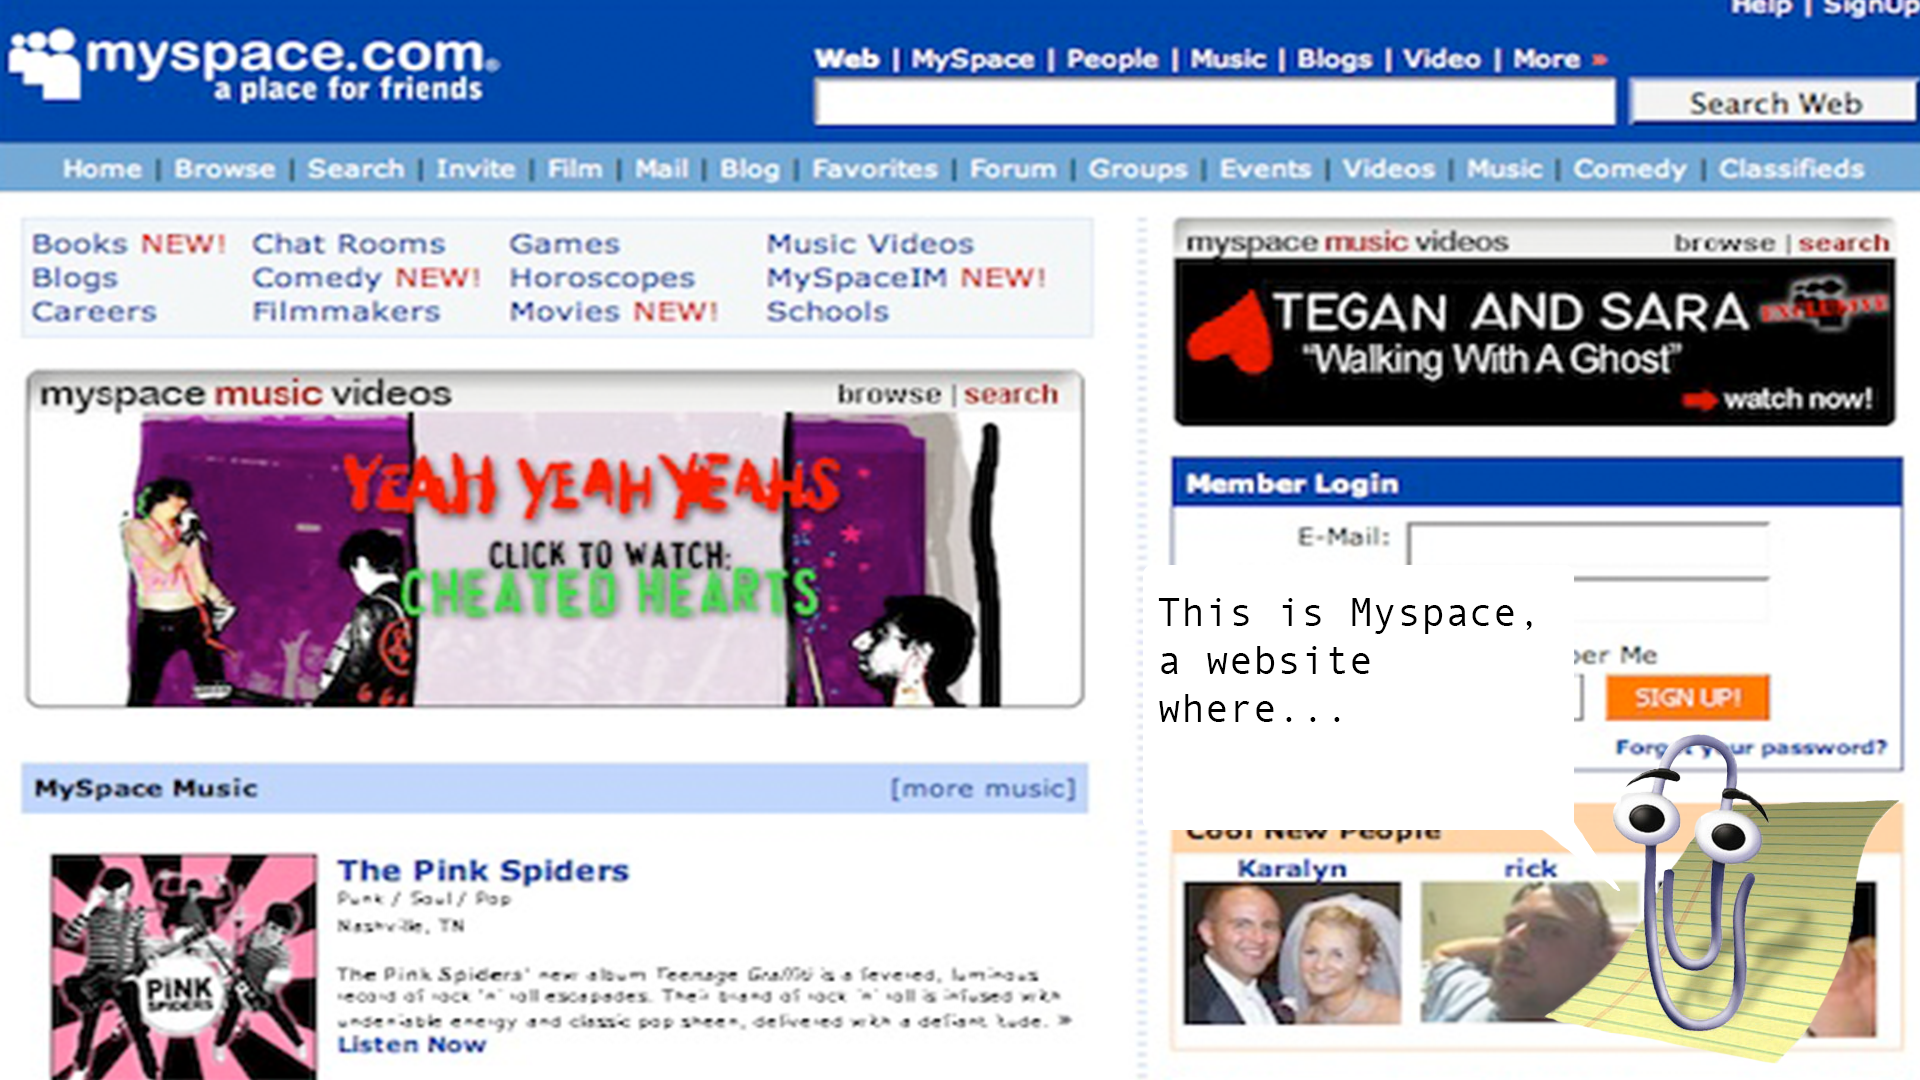 Help | SignUp
myspace.com®
a place for friends
Web | MySpace | People | Music | Blogs | Video | More »
Search Web
Home | Browse | Search | Invite | Film | Mail | Blog | Favorites | Forum | Groups | Events | Videos | Music | Comedy | Classifieds
Books NEW! Chat Rooms Games Music Videos
Blogs Comedy NEW! Horoscopes MySpaceIM NEW!
Careers Filmmakers Movies NEW! Schools
myspace music videos browse | search
YEAH YEAH YEAHS
CLICK TO WATCH:
CHEATED HEARTS
666
MySpace Music [more music]
PiNK
SPIDERS
The Pink Spiders
Punk / Soul / Pop
Nashville, TN
The Pink Spiders' new album Teenage Graffiti is a fevered, luminous
record of rock 'n' roll escapades. Their brand of rock 'n' roll is infused with
undeniable energy and classic pop sheen, delivered with a defiant 'tude. »
Listen Now
myspace music videos browse | search
TEGAN AND SARA EXCLUSIVE
"Walking With A Ghost"
watch now!
Member Login
E-Mail:
ber Me
SIGN UP!
Forgot your password?
This is Myspace,
a website
where...
Cool New People
Karalyn rick